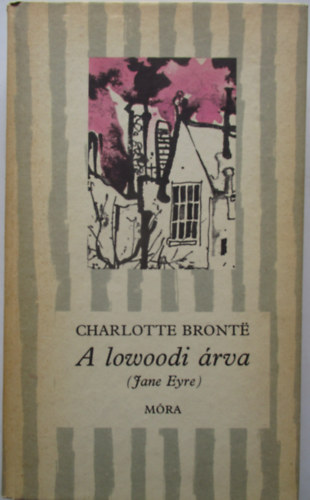 CHARLOTTE BRONTË
A lowoodi árva
(Jane Eyre)
MÓRA